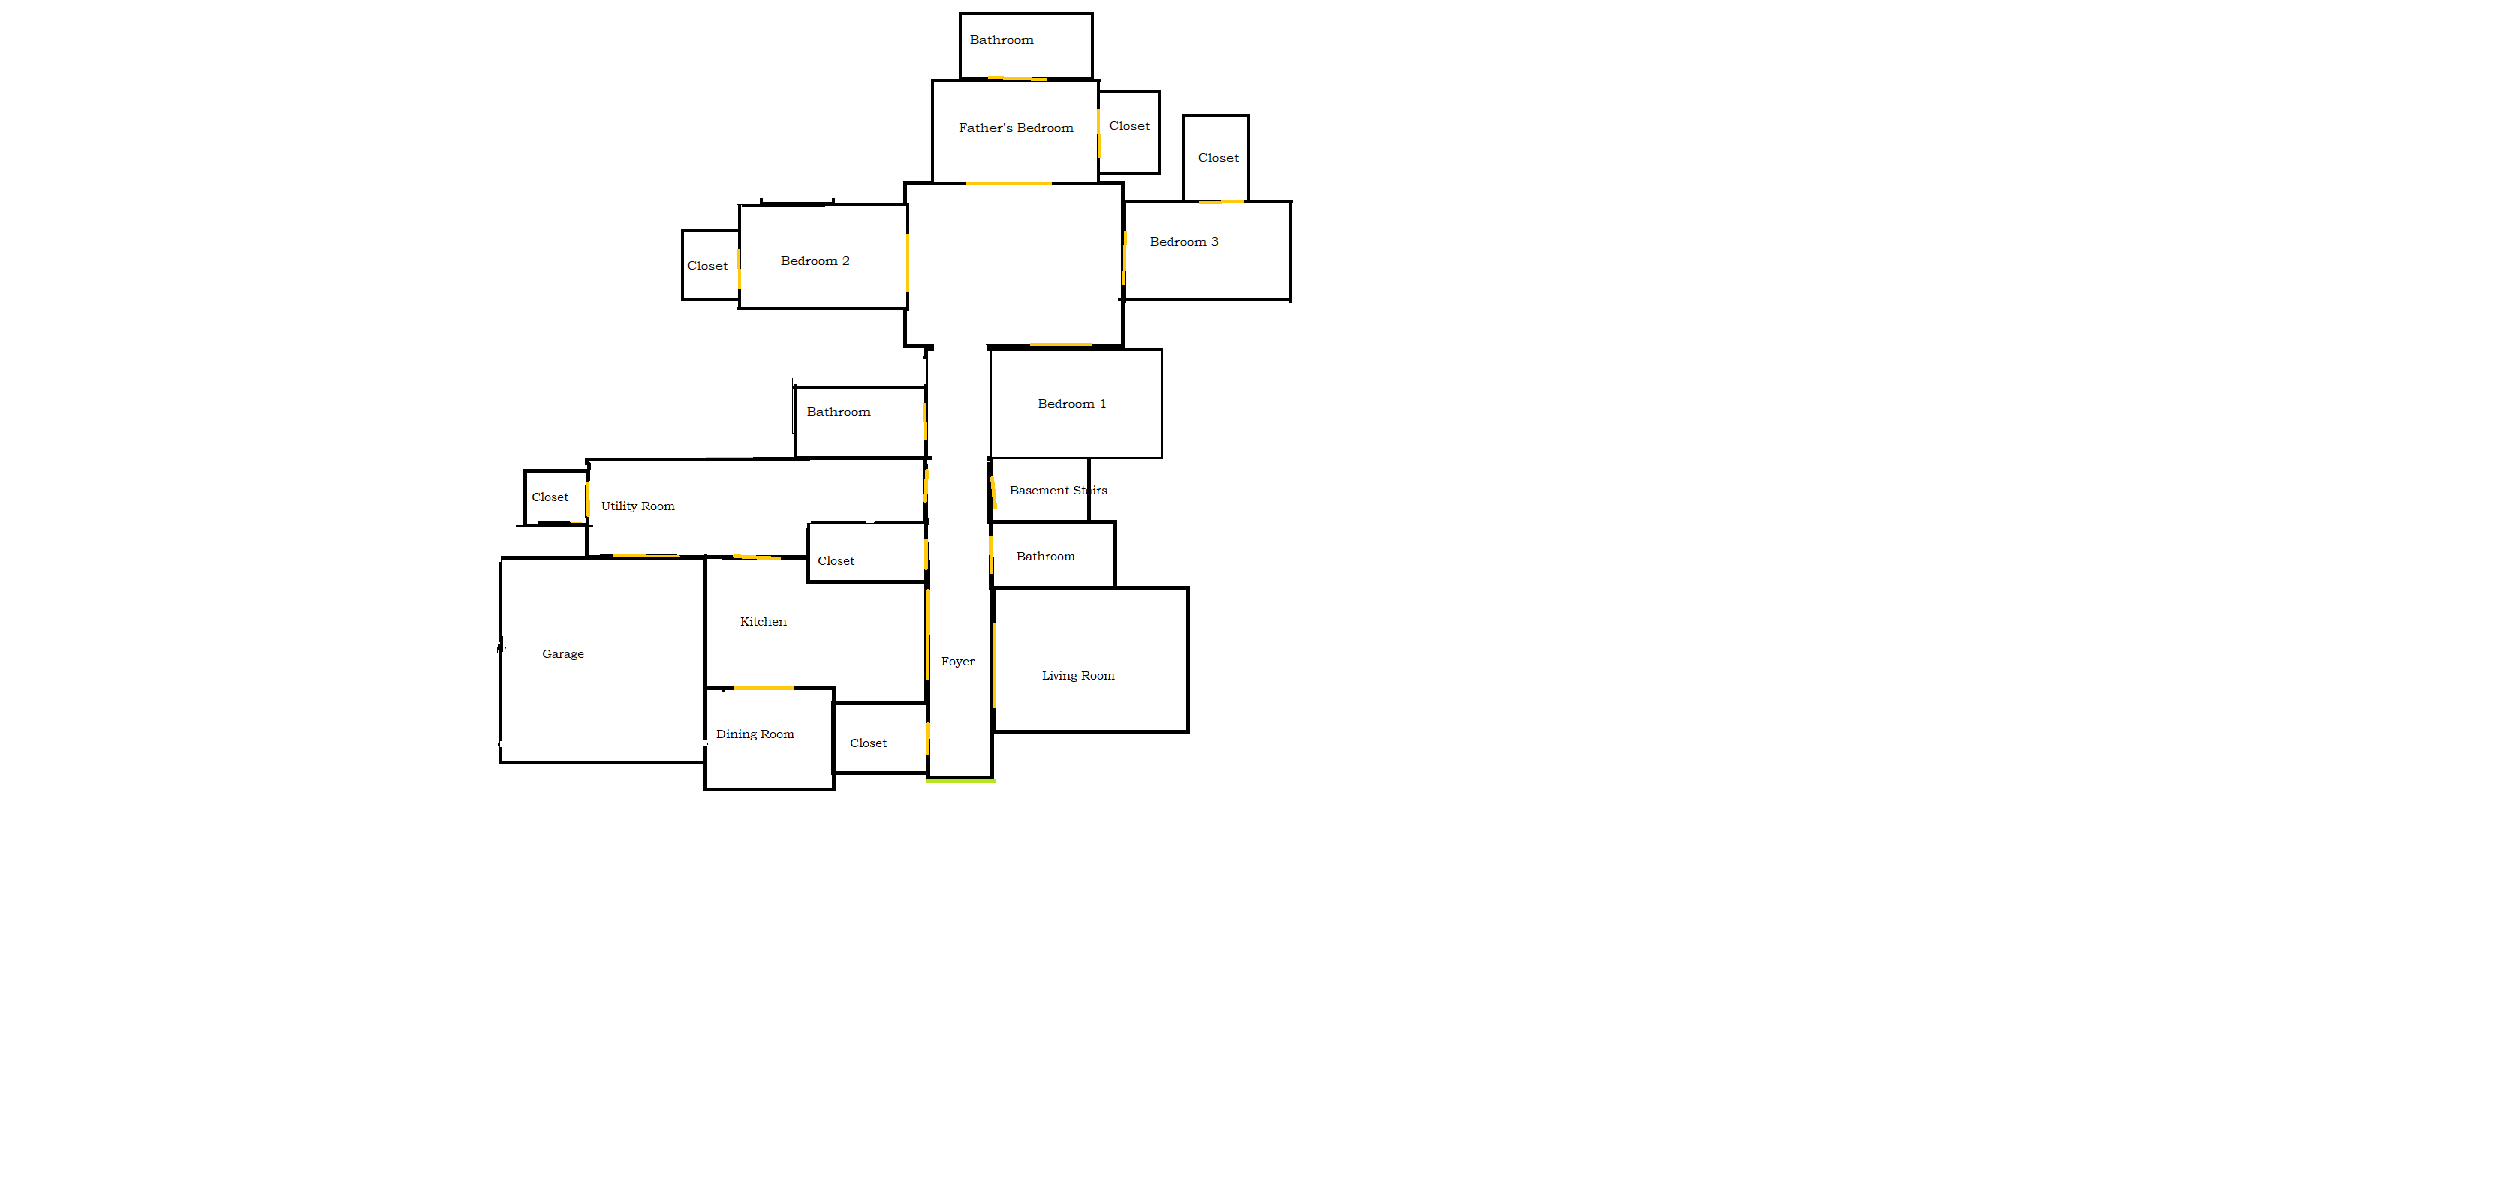 Bathroom
Father's Bedroom
Closet
Closet
Bedroom 3
Bedroom 2
Closet
Bedroom 1
Bathroom
Basement Stairs
Closet
Utility Room
Bathroom
Closet
Kitchen
Garage
Foyer
Living Room
Dining Room
Closet